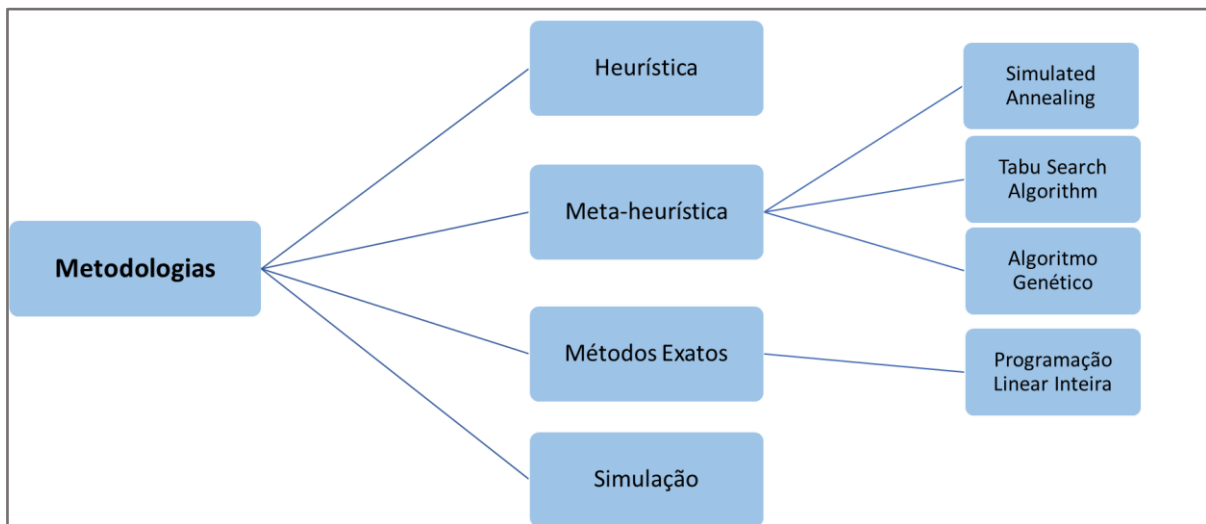 Metodologias
Heurística
Meta-heurística
Métodos Exatos
Simulação
Simulated
Annealing
Tabu Search
Algorithm
Algoritmo
Genético
Programação
Linear Inteira